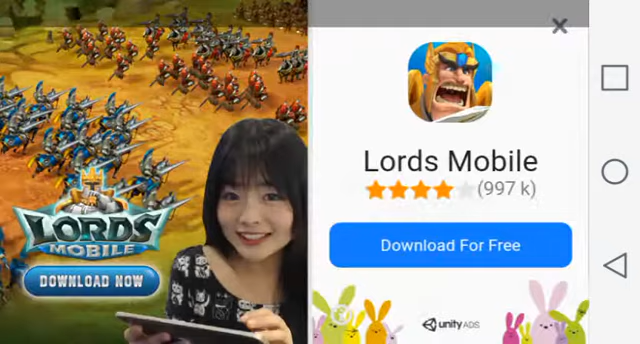 LORDS
MOBILE
DOWNLOAD NOW
Lords Mobile
(997 k)
Download For Free
unity ADS